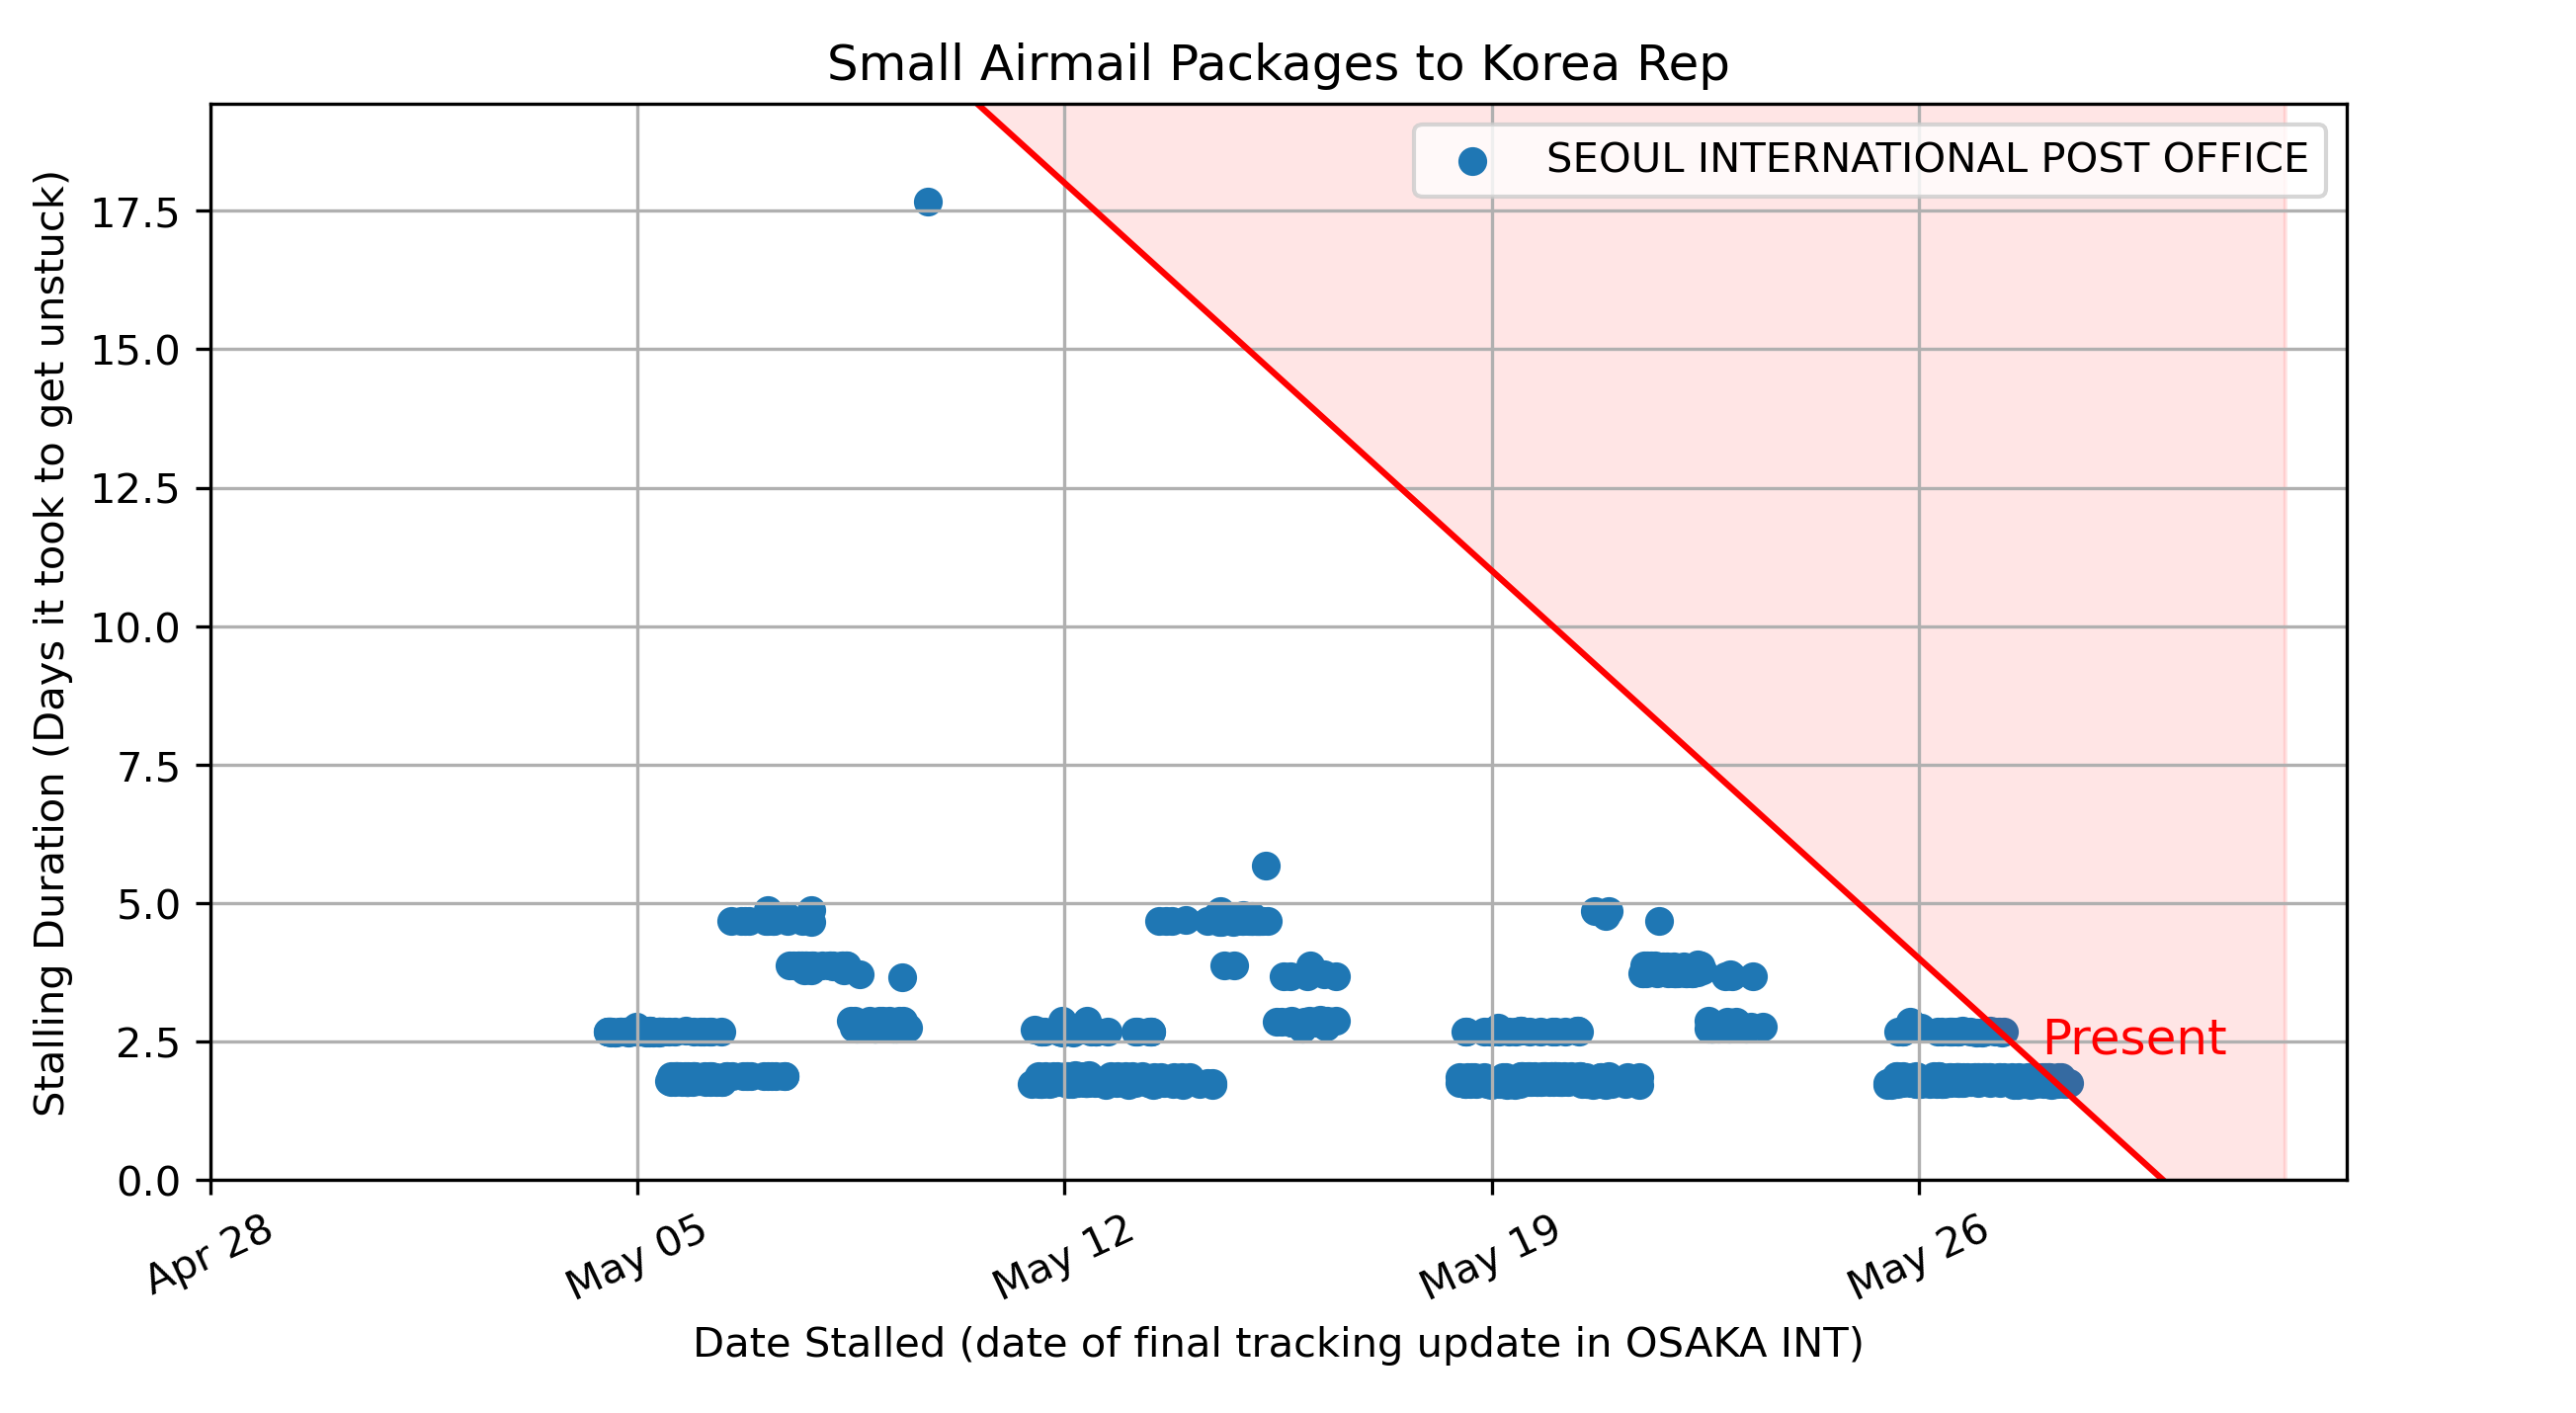 Small Airmail Packages to Korea Rep
SEOUL INTERNATIONAL POST OFFICE
Stalling Duration (Days it took to get unstuck)
17.5
15.0
12.5
10.0
7.5
5.0
2.5
0.0
Present
Apr 28
May 05
May 12
May 19
May 26
Date Stalled (date of final tracking update in OSAKA INT)